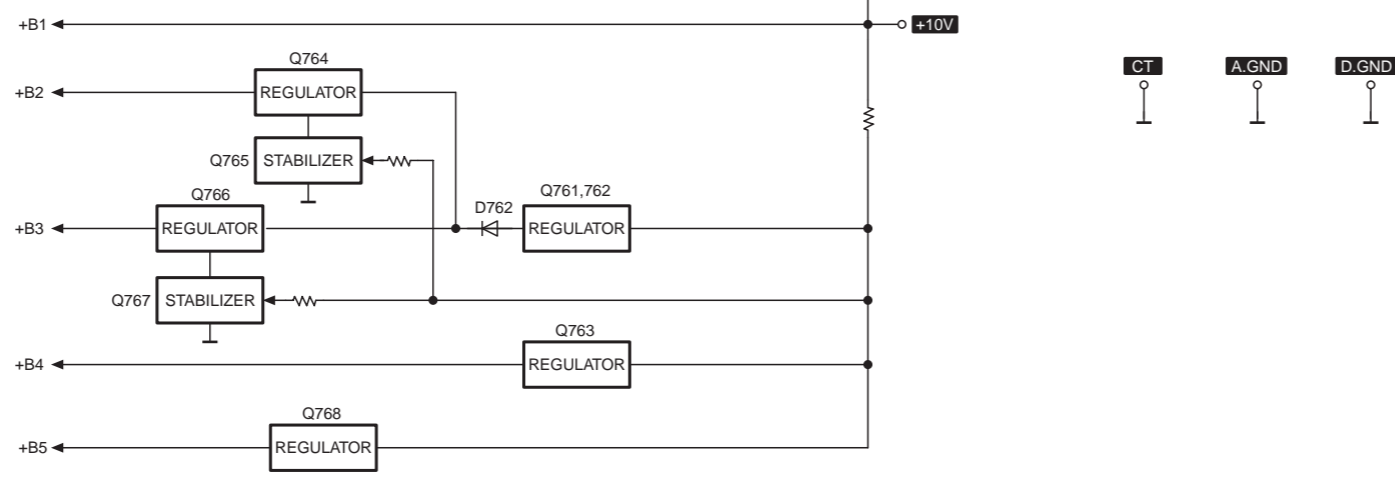 +B1
+10V
Q764
CT
A.GND
D.GND
+B2
REGULATOR
Q765
STABILIZER
Q766
D762
Q761,762
+B3
REGULATOR
REGULATOR
Q767
STABILIZER
Q763
+B4
REGULATOR
Q768
+B5
REGULATOR